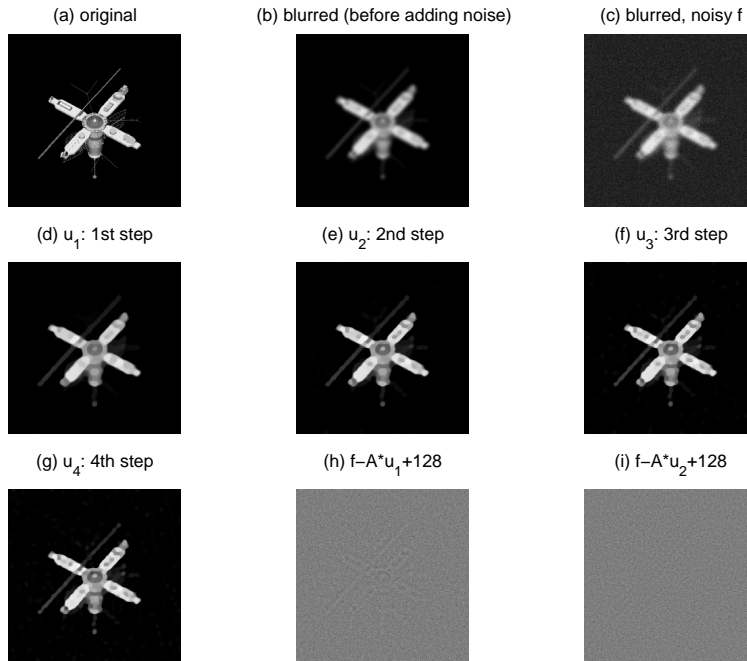 (a) original
(b) blurred (before adding noise)
(c) blurred, noisy f
(d) u₁: 1st step
(e) u₂: 2nd step
(f) u₃: 3rd step
(g) u₄: 4th step
(h) f−A*u₁+128
(i) f−A*u₂+128